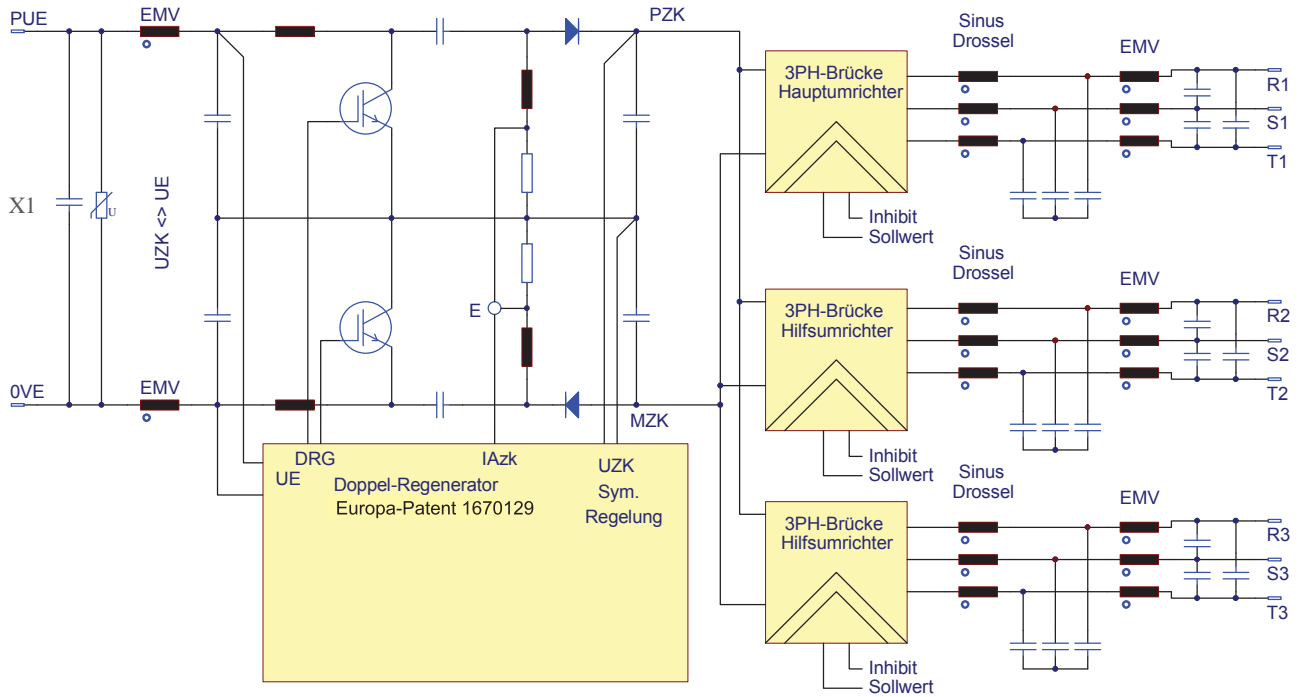 PUE
EMV
PZK
Sinus
Drossel
EMV
3PH-Brücke
Hauptumrichter
R1
S1
T1
Inhibit
Sollwert
X1
U
UZK <> UE
E
Sinus
Drossel
EMV
3PH-Brücke
Hilfsumrichter
R2
S2
T2
Inhibit
Sollwert
0VE
EMV
MZK
DRG
IAzk
UZK
UE
Doppel-Regenerator
Sym.
Europa-Patent 1670129
Regelung
Sinus
Drossel
EMV
3PH-Brücke
Hilfsumrichter
R3
S3
T3
Inhibit
Sollwert